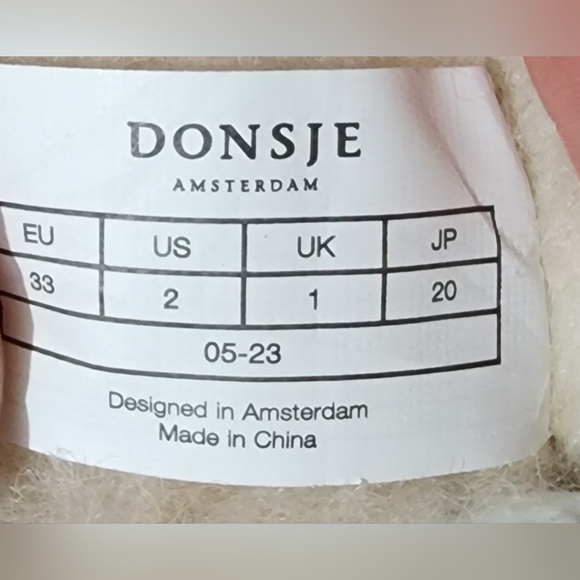 DONSJE
AMSTERDAM
EU US UK JP
33 2 1 20
05-23
Designed in Amsterdam
Made in China